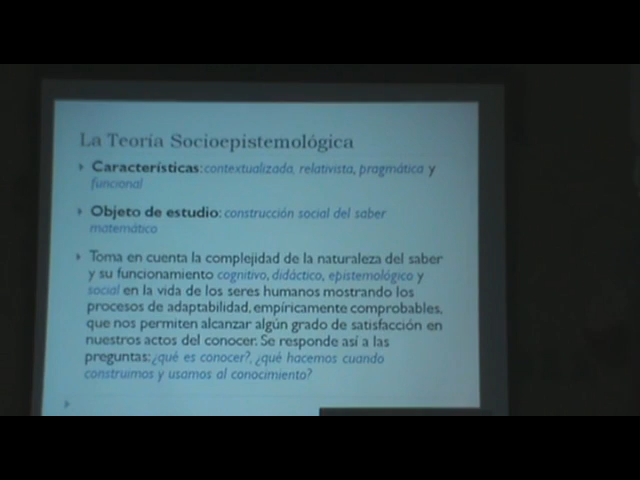 La Teoría Socioepistemológica
Características: contextualizada, relativista, pragmática y
funcional
Objeto de estudio: construcción social del saber
matemático
Toma en cuenta la complejidad de la naturaleza del saber
y su funcionamiento cognitivo, didáctico, epistemológico y
social en la vida de los seres humanos mostrando los
procesos de adaptabilidad, empíricamente comprobables,
que nos permiten alcanzar algún grado de satisfacción en
nuestros actos del conocer. Se responde así a las
preguntas: ¿qué es conocer?, ¿qué hacemos cuando
construimos y usamos al conocimiento?